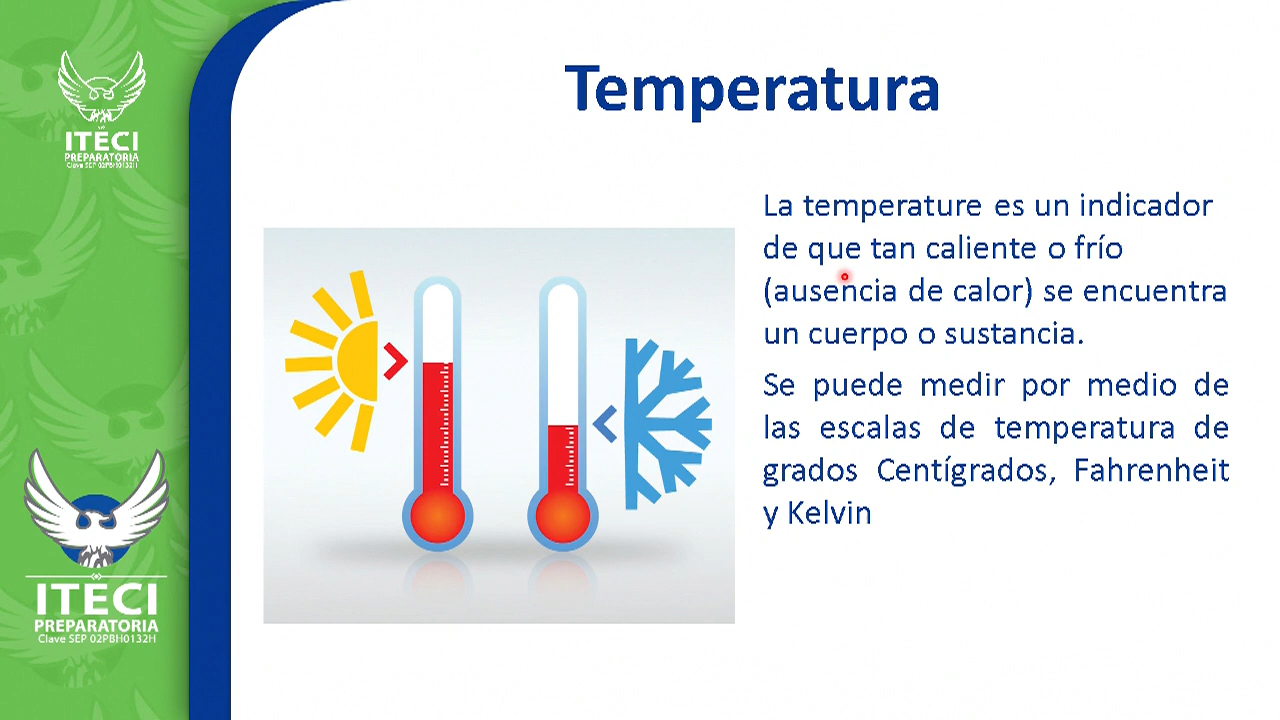 ITECI
PREPARATORIA
Clave SEP 02PBH0132H
Temperatura
La temperature es un indicador
de que tan caliente o frío
(ausencia de calor) se encuentra
un cuerpo o sustancia.
Se puede medir por medio de
las escalas de temperatura de
grados Centígrados, Fahrenheit
y Kelvin
ITECI
PREPARATORIA
Clave SEP 02PBH0132H